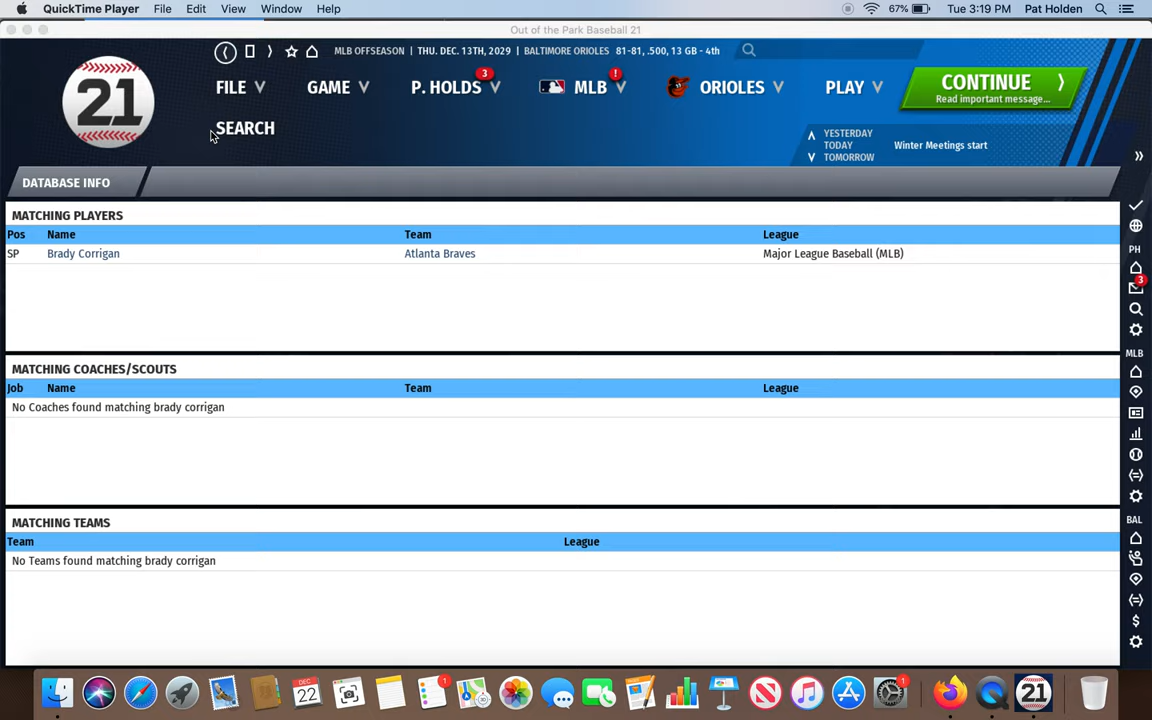 QuickTime Player File Edit View Window Help 67% Tue 3:19 PM Pat Holden
Out of the Park Baseball 21
MLB OFFSEASON | THU. DEC. 13TH, 2029 | BALTIMORE ORIOLES 81-81, .500, 13 GB - 4th
21
FILE GAME P. HOLDS 3 MLB ! ORIOLES PLAY CONTINUE
Read important message...
SEARCH
YESTERDAY
TODAY Winter Meetings start
TOMORROW
DATABASE INFO
MATCHING PLAYERS
Pos Name Team League
SP Brady Corrigan Atlanta Braves Major League Baseball (MLB)
MATCHING COACHES/SCOUTS
Job Name Team League
No Coaches found matching brady corrigan
MATCHING TEAMS
Team League
No Teams found matching brady corrigan
PH
3
MLB
BAL
DEC
22
1
1
21